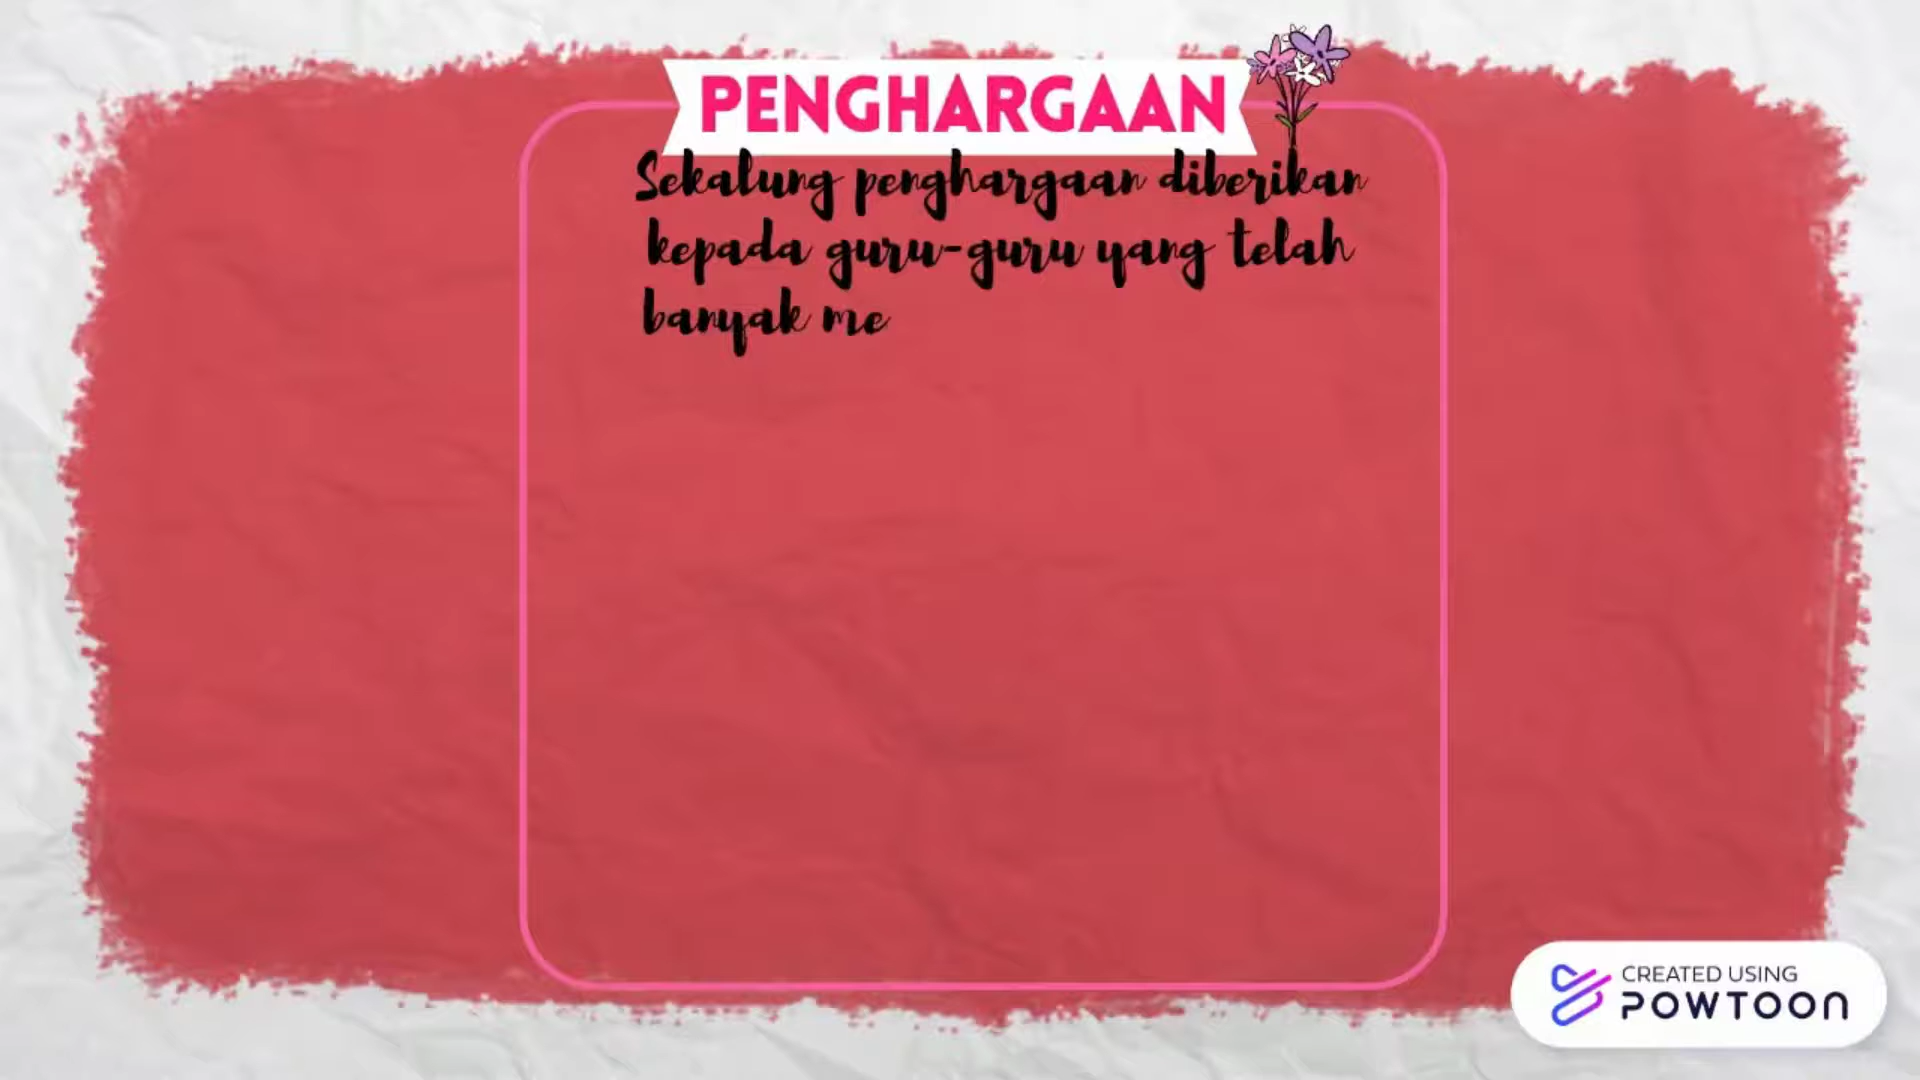 PENGHARGAAN
Sekalung penghargaan diberikan
kepada guru-guru yang telah
banyak me
CREATED USING
POWTOON